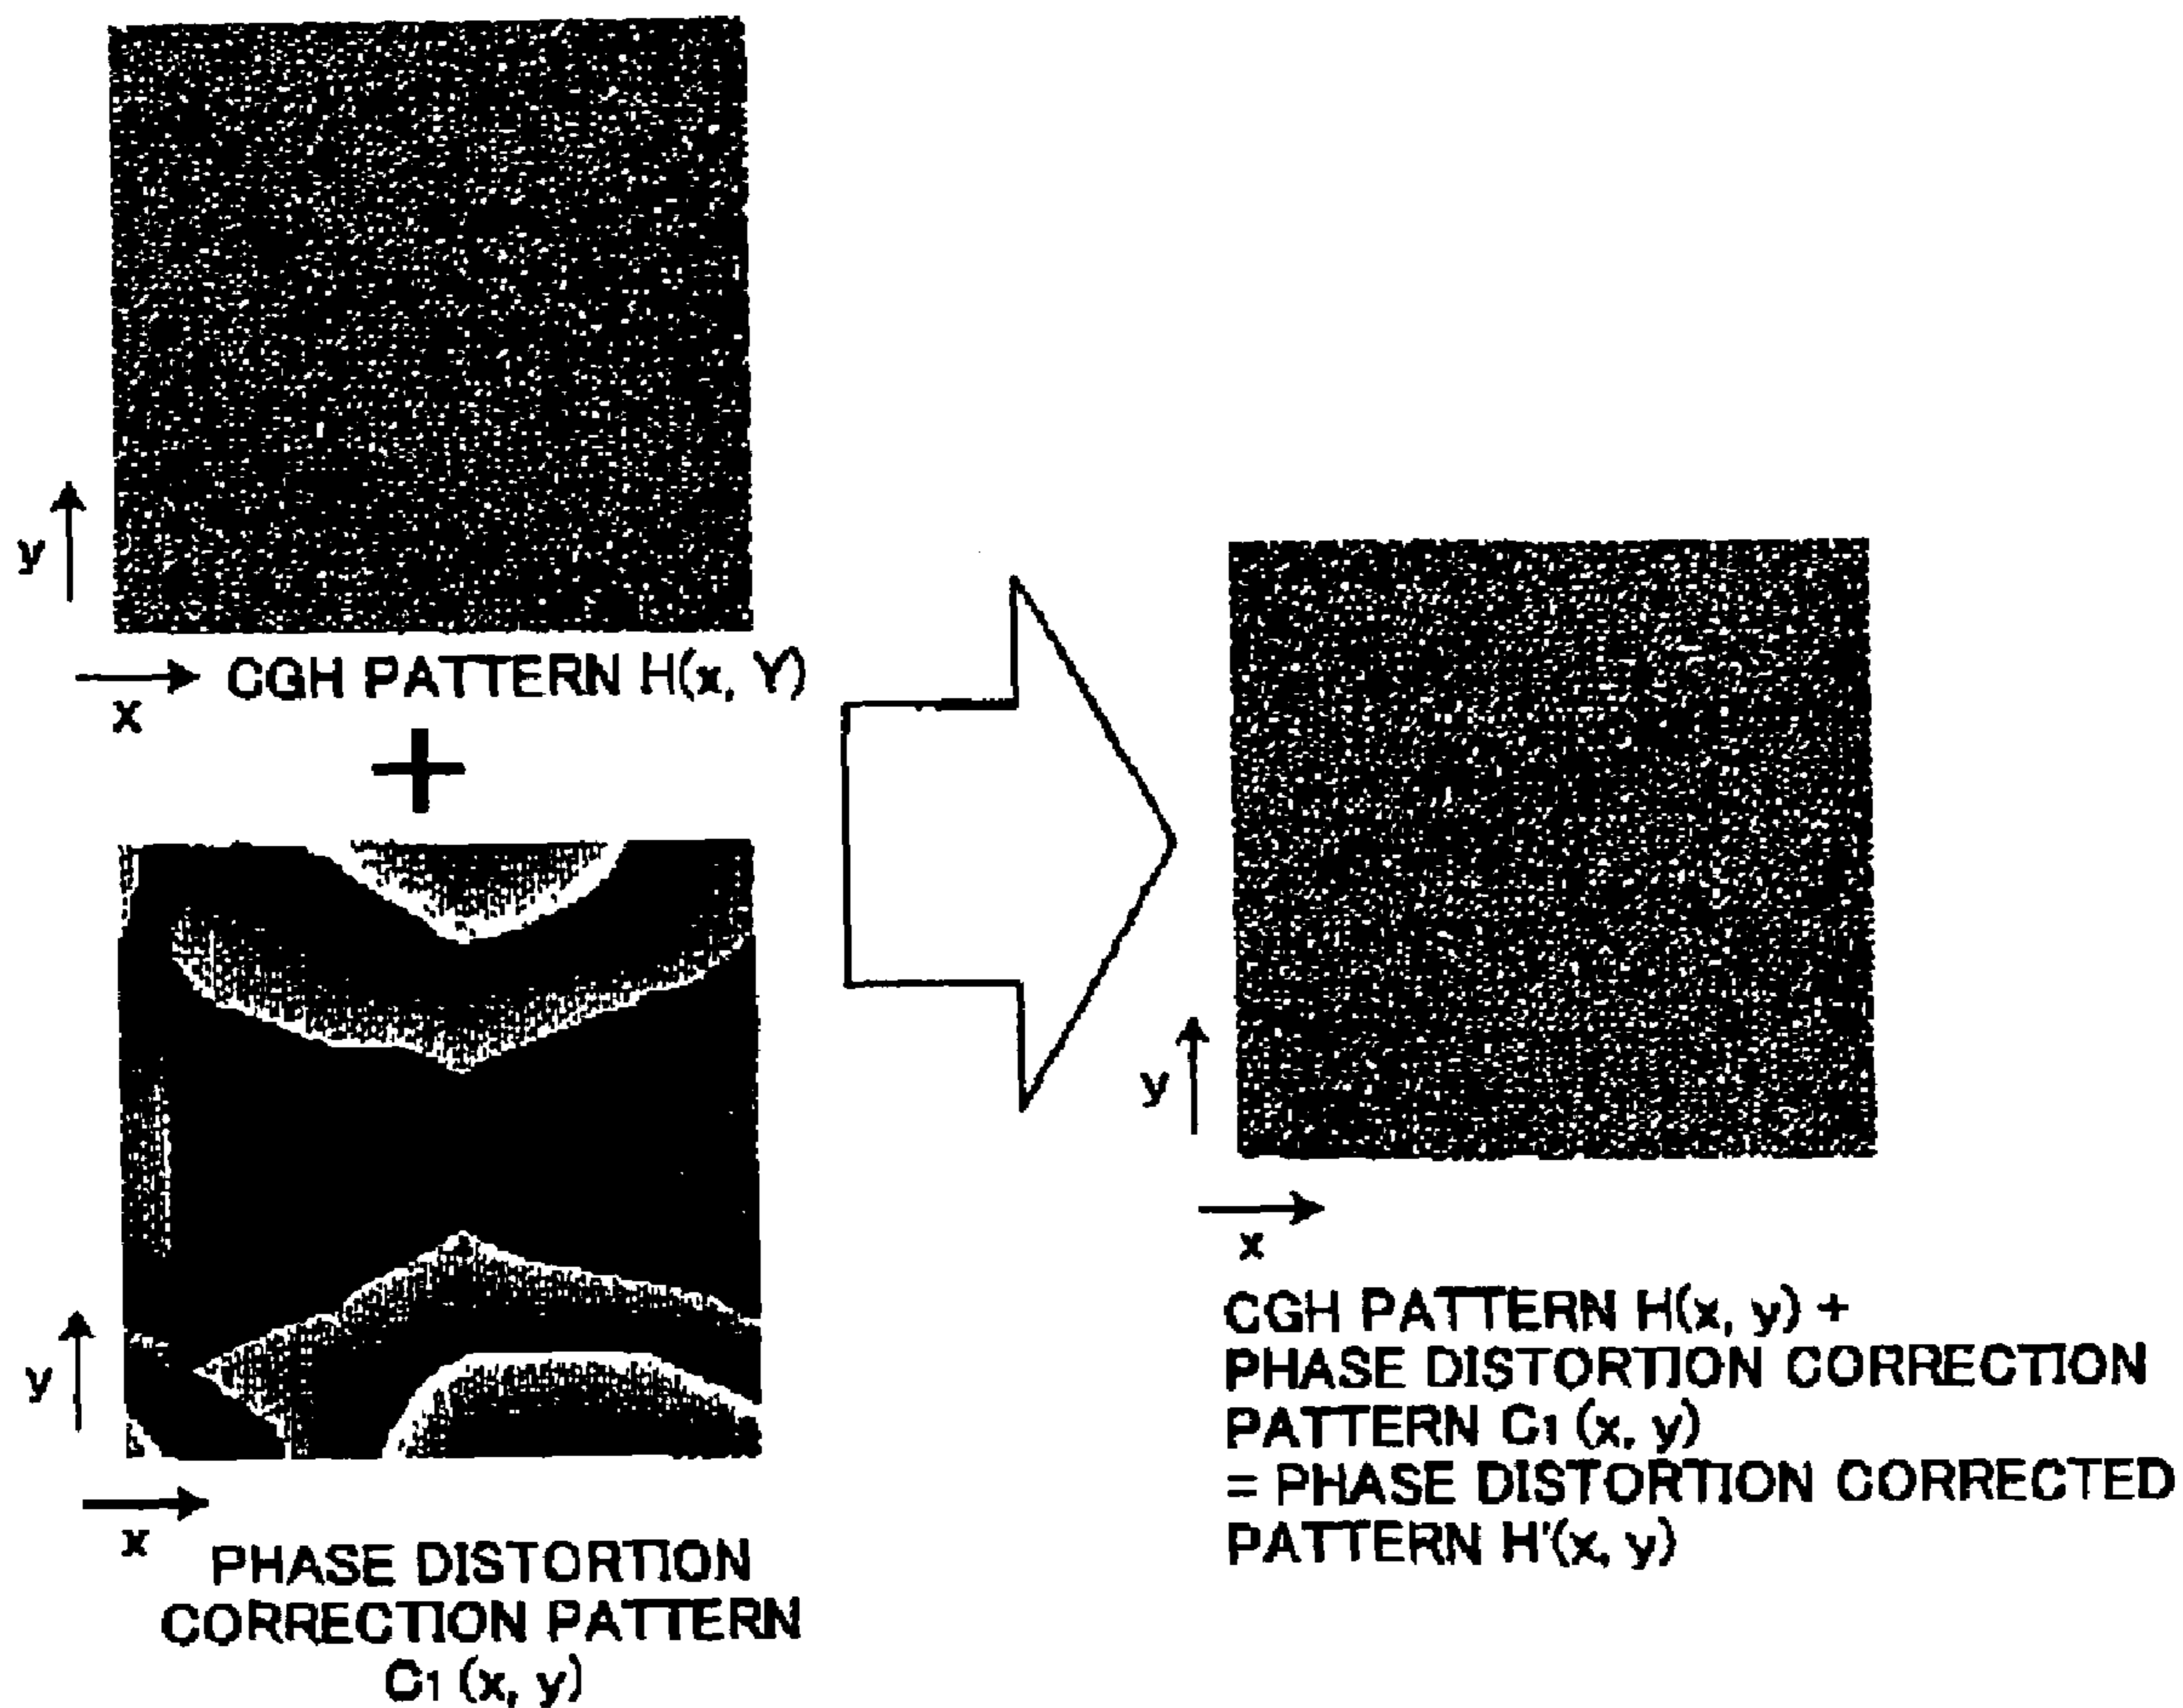 y
x
CGH PATTERN H(x, Y)
+
y
x
PHASE DISTORTION
CORRECTION PATTERN
C1 (x, y)
y
x
CGH PATTERN H(x, y) +
PHASE DISTORTION CORRECTION
PATTERN C1 (x, y)
= PHASE DISTORTION CORRECTED
PATTERN H'(x, y)